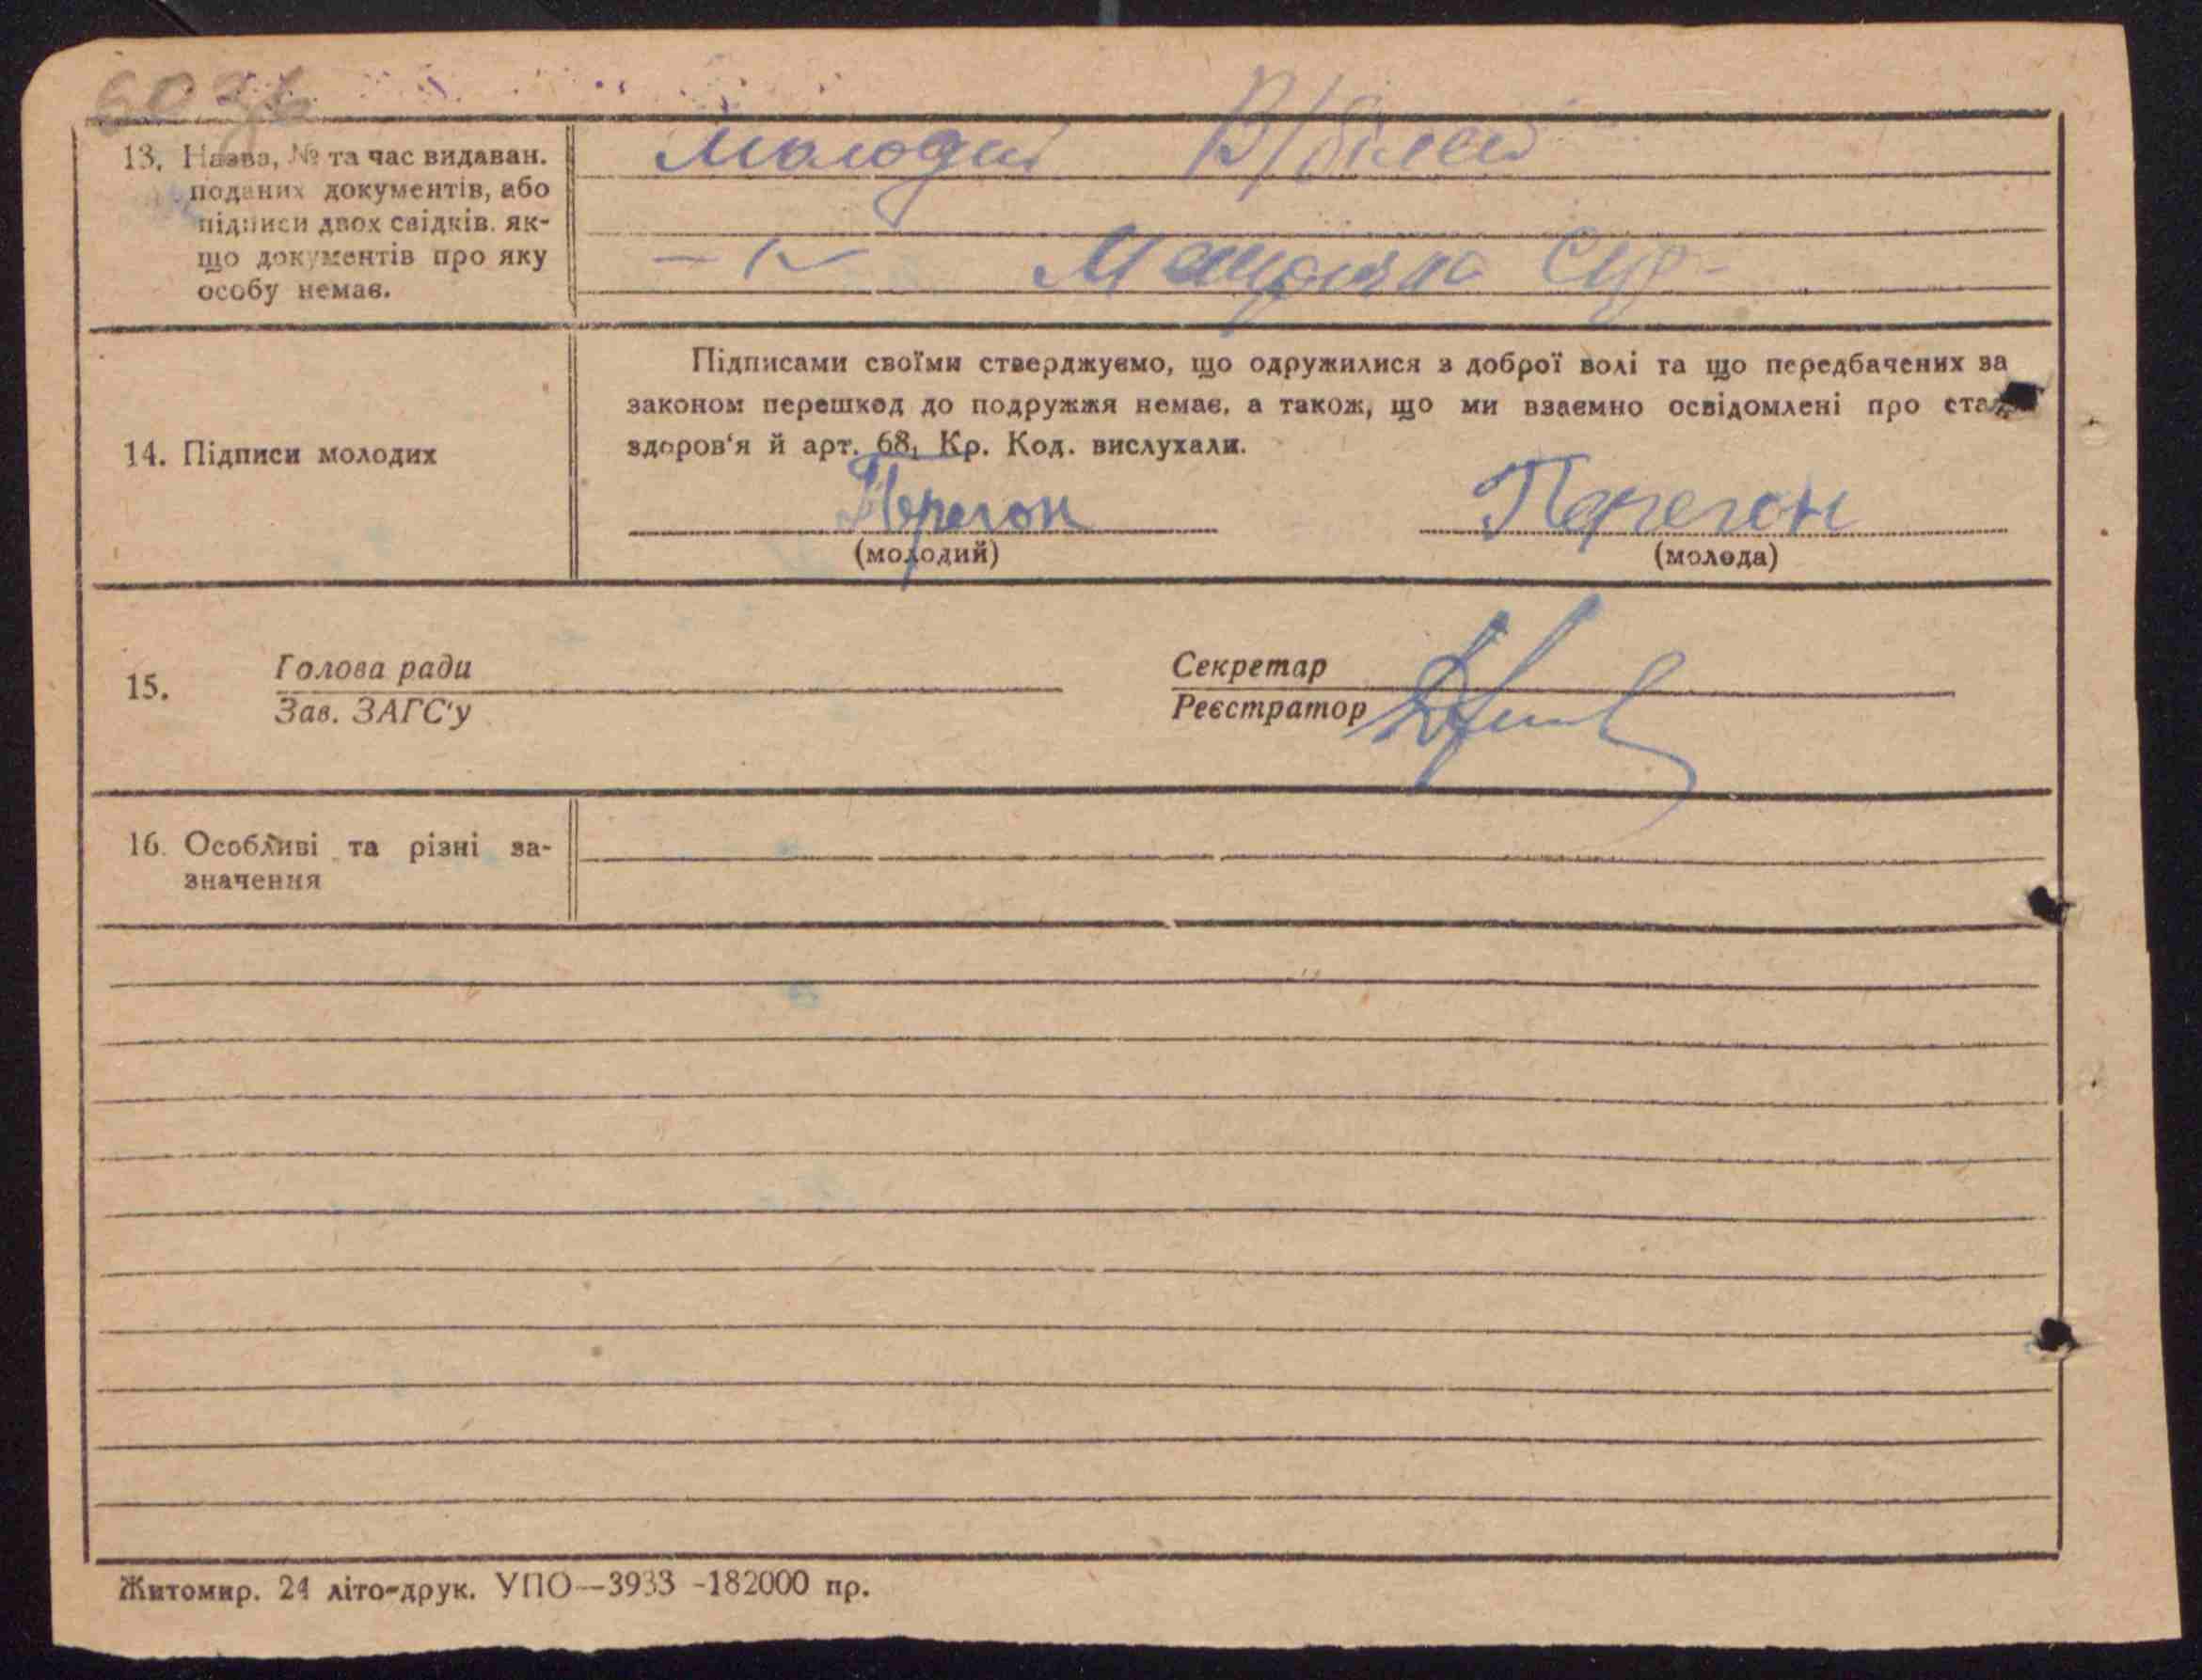 13. Назва, № та час видаван.
поданих документів, або
підписи двох свідків, як-
що документів про яку
особу немає.
Молодий В/білет
— Метрична
Підписами своїми стверджуємо, що одружилися з доброї волі та що передбачених за
законом перешкод до подружжя немає, а також, що ми взаємно освідомлені про стан
здоров'я й арт. 68, Кр. Код. вислухали.
14. Підписи молодих
Перегон Перегон
(молодий) (молода)
15. Голова ради Секретар
Зав. ЗАГС'у Реєстратор
16. Особливі та різні за-
значення
Житомир. 24 літо-друк. УПО—3933 -182000 пр.